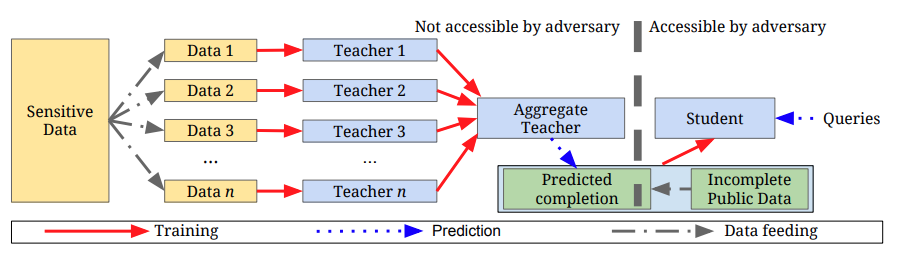 Not accessible by adversary
Accessible by adversary
Sensitive
Data
Data 1
Data 2
Data 3
...
Data n
Teacher 1
Teacher 2
Teacher 3
...
Teacher n
Aggregate
Teacher
Student
Queries
Predicted
completion
Incomplete
Public Data
Training
Prediction
Data feeding